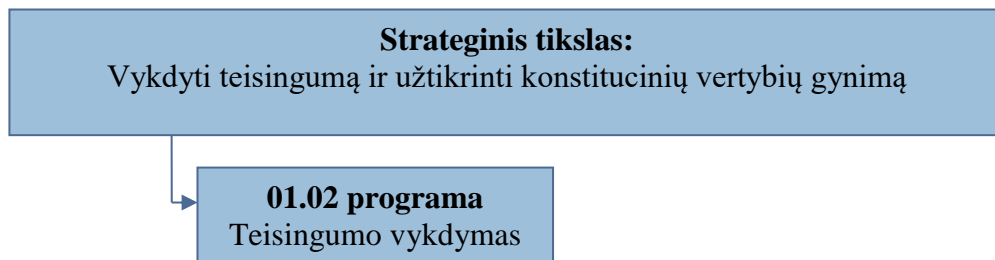 Strateginis tikslas:
Vykdyti teisingumą ir užtikrinti konstitucinių vertybių gynimą
01.02 programa
Teisingumo vykdymas